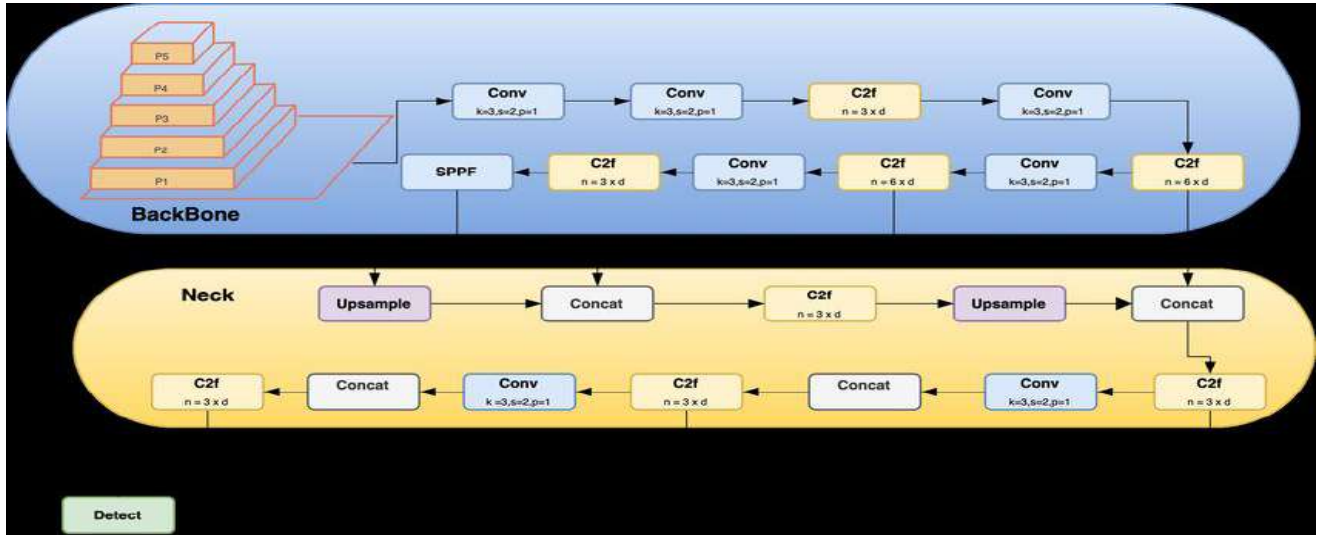 P5
P4
P3
P2
P1
BackBone
Conv
k=3,s=2,p=1
Conv
k=3,s=2,p=1
C2f
n = 3 x d
Conv
k=3,s=2,p=1
SPPF
C2f
n = 3 x d
Conv
k=3,s=2,p=1
C2f
n = 6 x d
Conv
k=3,s=2,p=1
C2f
n = 6 x d
Neck
Upsample
Concat
C2f
n = 3 x d
Upsample
Concat
C2f
n = 3 x d
Concat
Conv
k =3,s=2,p=1
C2f
n = 3 x d
Concat
Conv
k=3,s=2,p=1
C2f
n = 3 x d
Detect